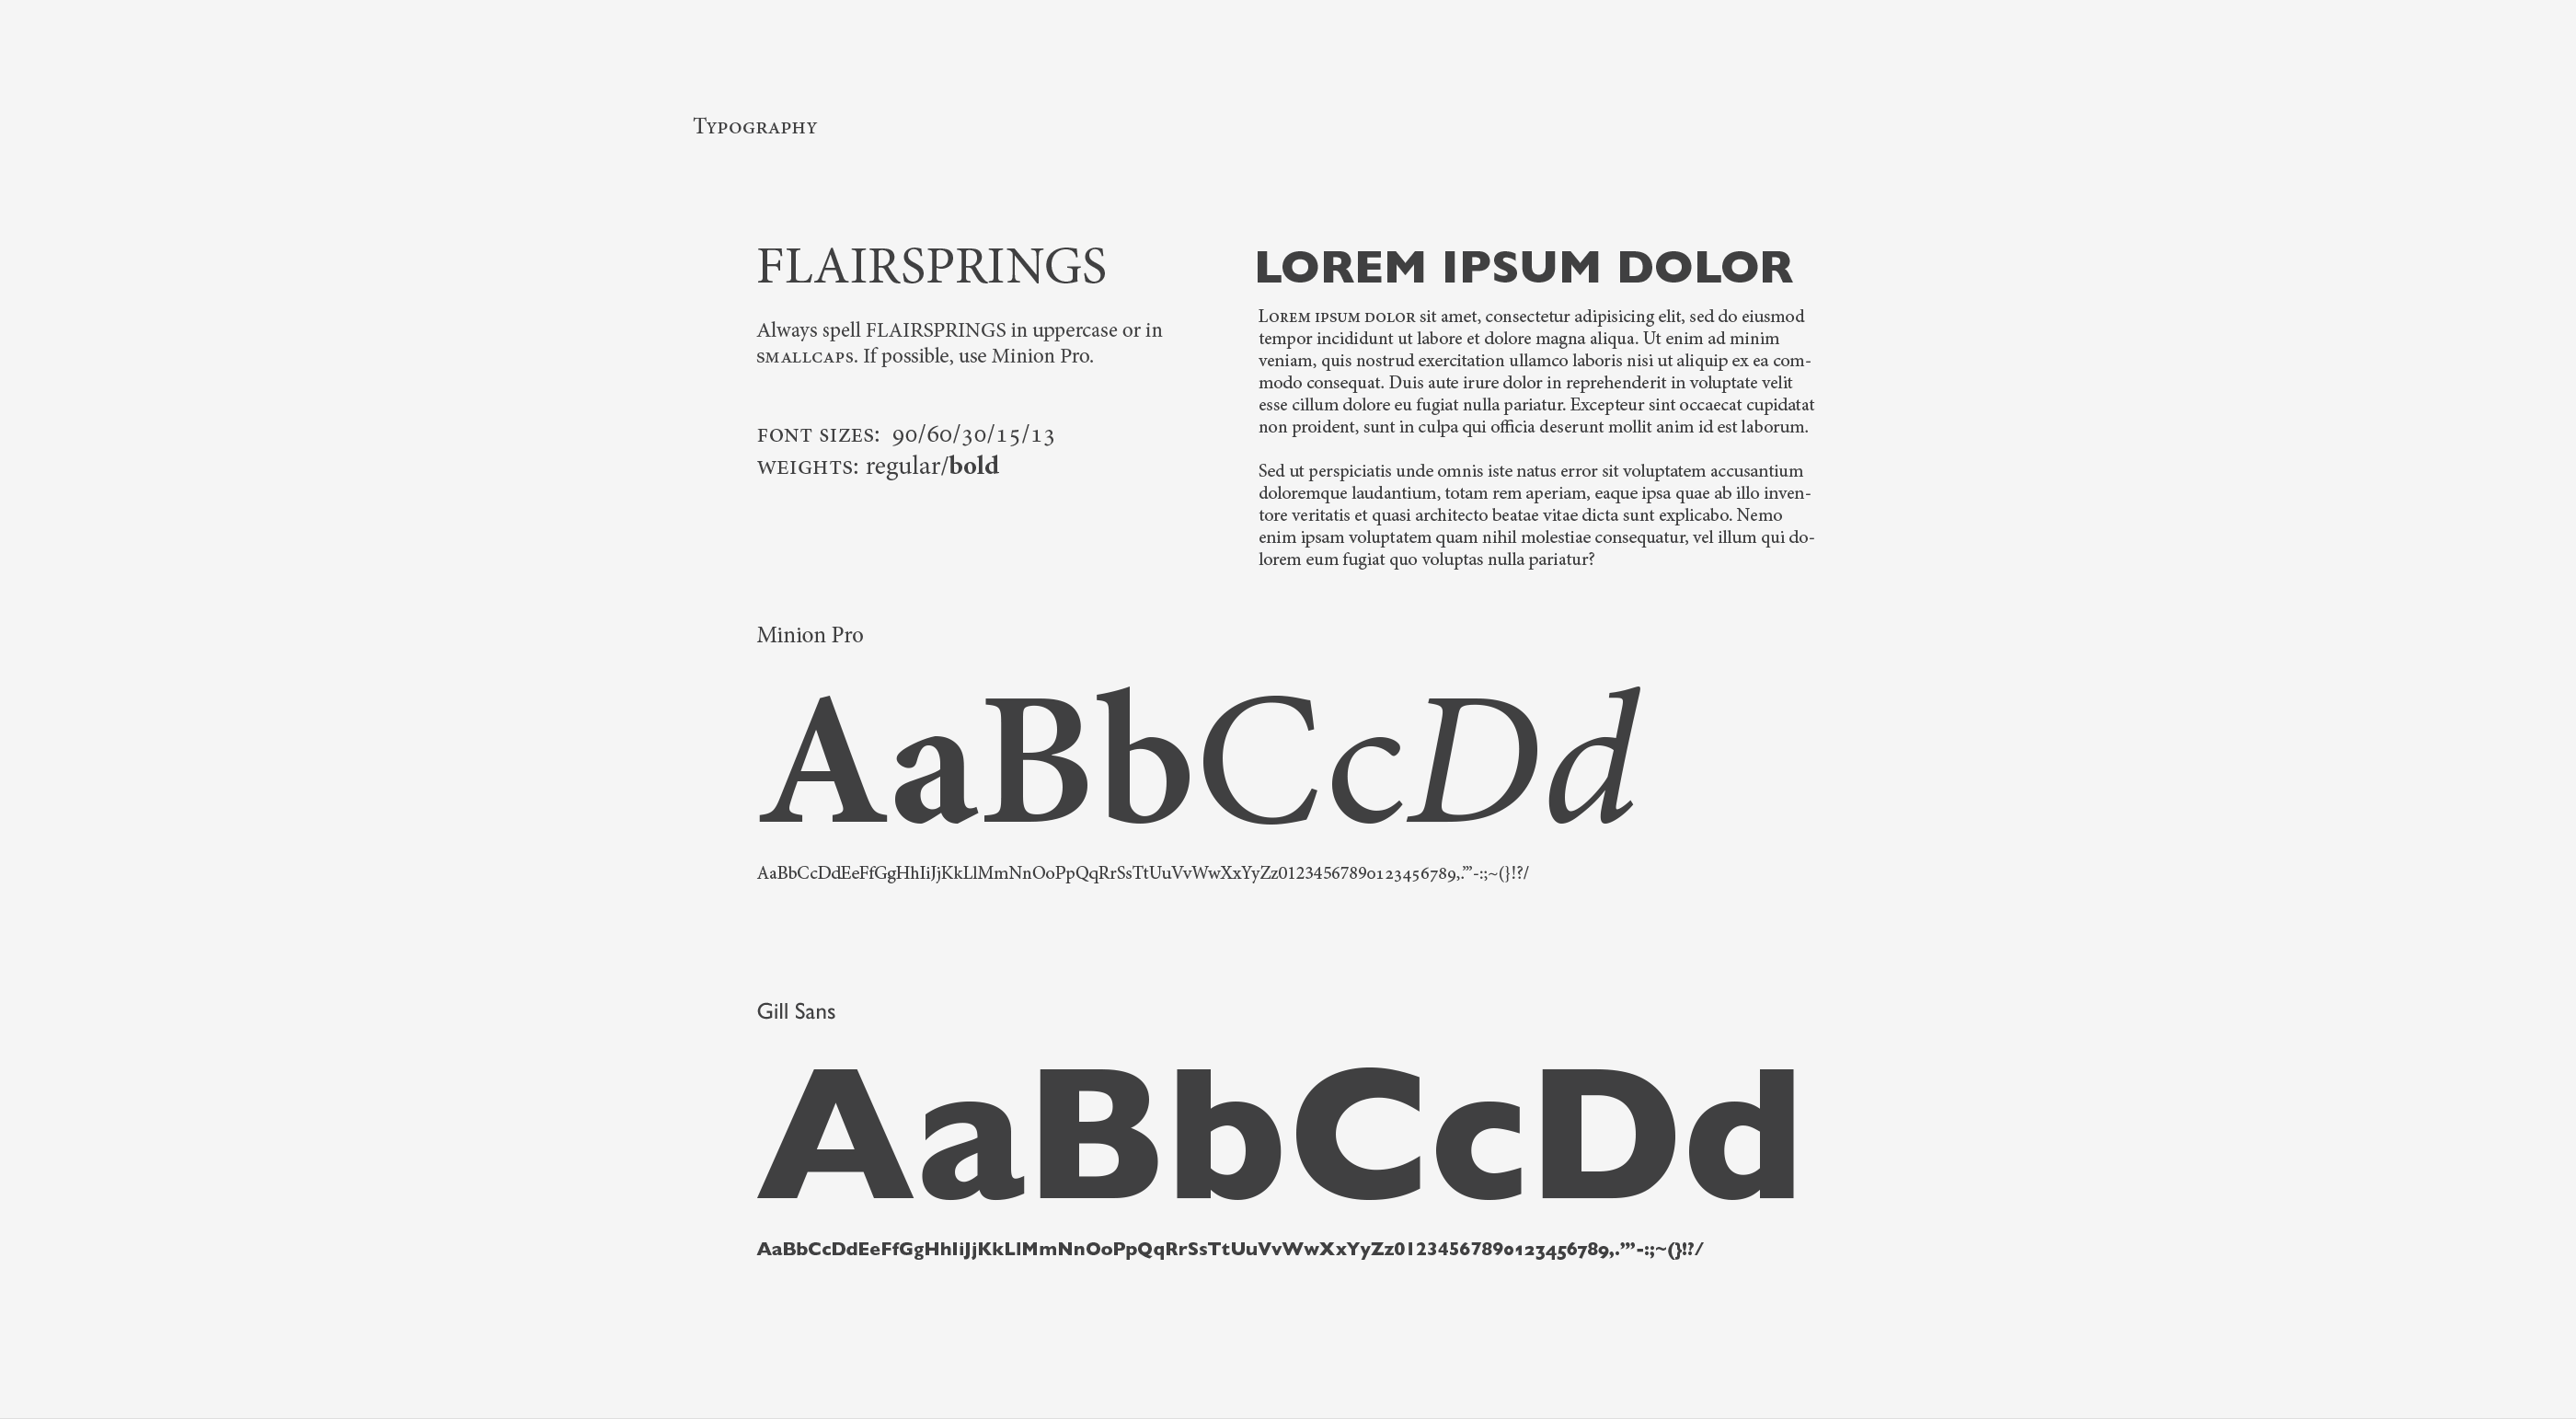 Typography
FLAIRSPRINGS
Always spell FLAIRSPRINGS in uppercase or in
smallcaps. If possible, use Minion Pro.
font sizes: 90/60/30/15/13
weights: regular/bold
LOREM IPSUM DOLOR
Lorem ipsum dolor sit amet, consectetur adipisicing elit, sed do eiusmod
tempor incididunt ut labore et dolore magna aliqua. Ut enim ad minim
veniam, quis nostrud exercitation ullamco laboris nisi ut aliquip ex ea com-
modo consequat. Duis aute irure dolor in reprehenderit in voluptate velit
esse cillum dolore eu fugiat nulla pariatur. Excepteur sint occaecat cupidatat
non proident, sunt in culpa qui officia deserunt mollit anim id est laborum.
Sed ut perspiciatis unde omnis iste natus error sit voluptatem accusantium
doloremque laudantium, totam rem aperiam, eaque ipsa quae ab illo inven-
tore veritatis et quasi architecto beatae vitae dicta sunt explicabo. Nemo
enim ipsam voluptatem quam nihil molestiae consequatur, vel illum qui do-
lorem eum fugiat quo voluptas nulla pariatur?
Minion Pro
AaBbCcDd
AaBbCcDdEeFfGgHhIiJjKkLlMmNnOoPpQqRrSsTtUuVvWwXxYyZz01234567890123456789,.”’-:;~(}!?/
Gill Sans
AaBbCcDd
AaBbCcDdEeFfGgHhIiJjKkLlMmNnOoPpQqRrSsTtUuVvWwXxYyZz01234567890123456789,.”’-:;~(}!?/